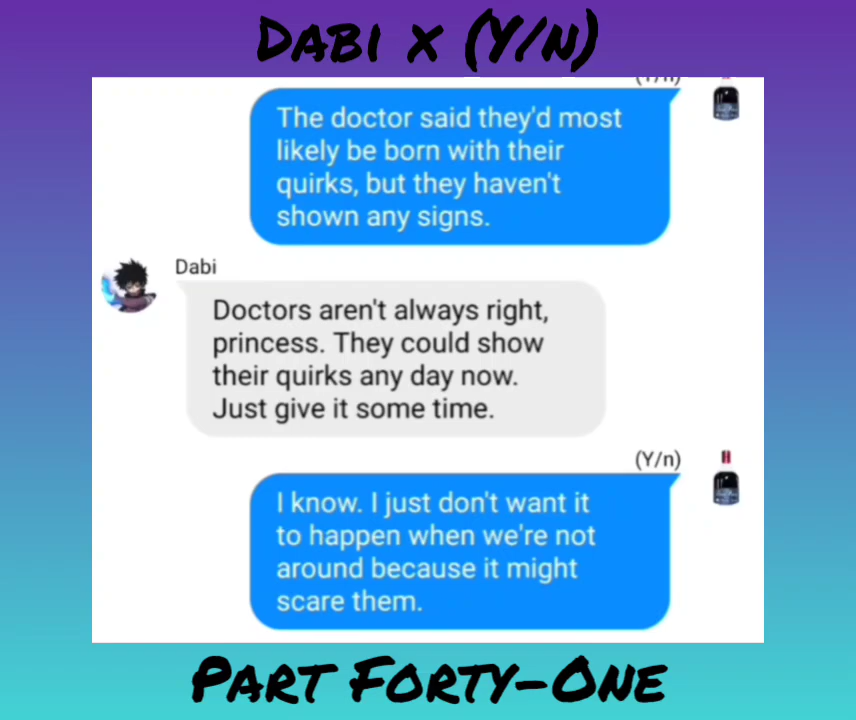 Dabi x (Y/n)
(Y/n)
The doctor said they'd most
likely be born with their
quirks, but they haven't
shown any signs.
Dabi
Doctors aren't always right,
princess. They could show
their quirks any day now.
Just give it some time.
(Y/n)
I know. I just don't want it
to happen when we're not
around because it might
scare them.
Part Forty-One